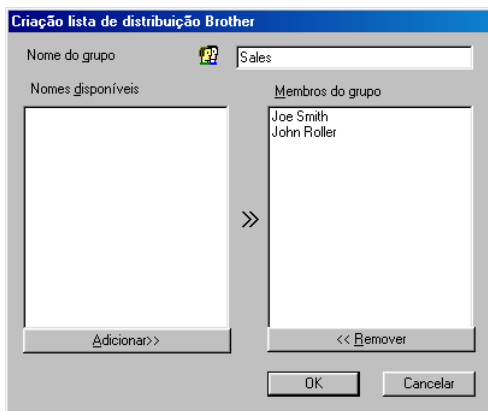 Criação lista de distribuição Brother
Nome do grupo
Sales
Nomes disponíveis
Membros do grupo
Joe Smith
John Roller
Adicionar>>
<< Remover
OK
Cancelar